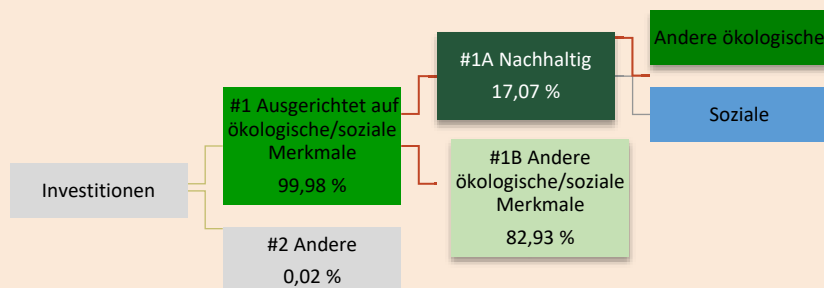 Investitionen
#1 Ausgerichtet auf
ökologische/soziale
Merkmale
99,98 %
#2 Andere
0,02 %
#1A Nachhaltig
17,07 %
#1B Andere
ökologische/soziale
Merkmale
82,93 %
Andere ökologische
Soziale